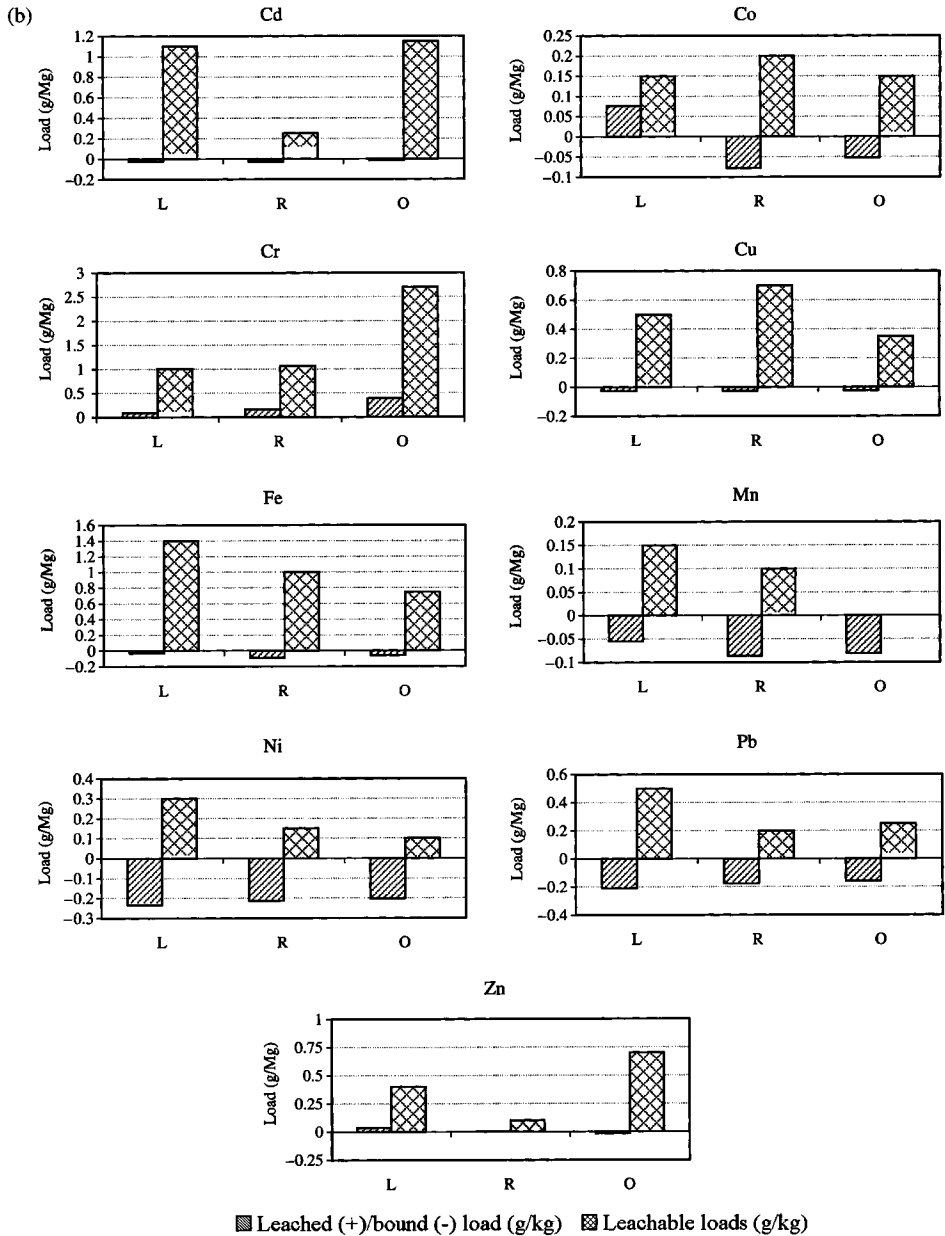 (b)
Cd
Load (g/Mg)
1.2
1
0.8
0.6
0.4
0.2
0
−0.2
L R O
Co
Load (g/Mg)
0.25
0.2
0.15
0.1
0.05
0
−0.05
−0.1
L R O
Cr
Load (g/Mg)
3
2.5
2
1.5
1
0.5
0
L R O
Cu
Load (g/Mg)
0.8
0.6
0.4
0.2
0
−0.2
L R O
Fe
Load (g/Mg)
1.6
1.4
1.2
1
0.8
0.6
0.4
0.2
0
−0.2
L R O
Mn
Load (g/Mg)
0.2
0.15
0.1
0.05
0
−0.05
−0.1
L R O
Ni
Load (g/Mg)
0.4
0.3
0.2
0.1
0
−0.1
−0.2
−0.3
L R O
Pb
Load (g/Mg)
0.6
0.4
0.2
0
−0.2
−0.4
L R O
Zn
Load (g/Mg)
1
0.75
0.5
0.25
0
−0.25
L R O
Leached (+)/bound (-) load (g/kg) Leachable loads (g/kg)